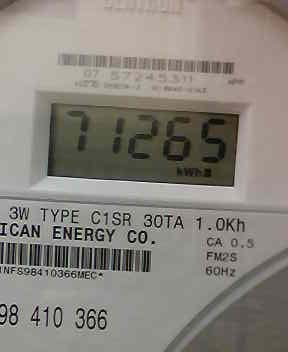 07 57245311
71265
kWh
3W TYPE C1SR 30TA 1.0Kh
ICAN ENERGY CO.
CA 0.5
FM2S
60Hz
INFS98410366MEC*
98 410 366